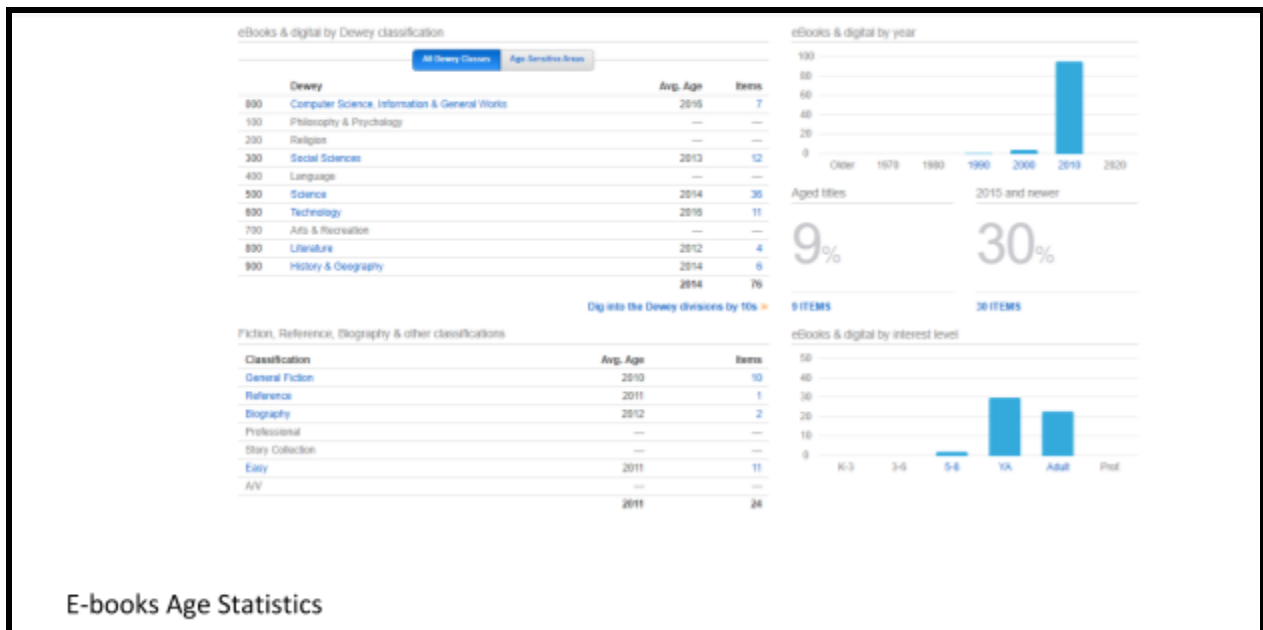 eBooks & digital by Dewey classification
All Dewey Classes Age Sensitive Areas
Dewey Avg. Age Items
000 Computer Science, Information & General Works 2016 7
100 Philosophy & Psychology — —
200 Religion — —
300 Social Sciences 2013 12
400 Language — —
500 Science 2014 36
600 Technology 2016 11
700 Arts & Recreation — —
800 Literature 2012 4
900 History & Geography 2014 6
2014 76
Dig into the Dewey divisions by 10s »
Fiction, Reference, Biography & other classifications
Classification Avg. Age Items
General Fiction 2010 10
Reference 2011 1
Biography 2012 2
Professional — —
Story Collection — —
Easy 2011 11
A/V — —
2011 24
eBooks & digital by year
100
80
60
40
20
0
Older 1970 1980 1990 2000 2010 2020
Aged titles 2015 and newer
9% 30%
9 ITEMS 30 ITEMS
eBooks & digital by interest level
50
40
30
20
10
0
K-3 3-6 5-8 YA Adult Prof.
E-books Age Statistics